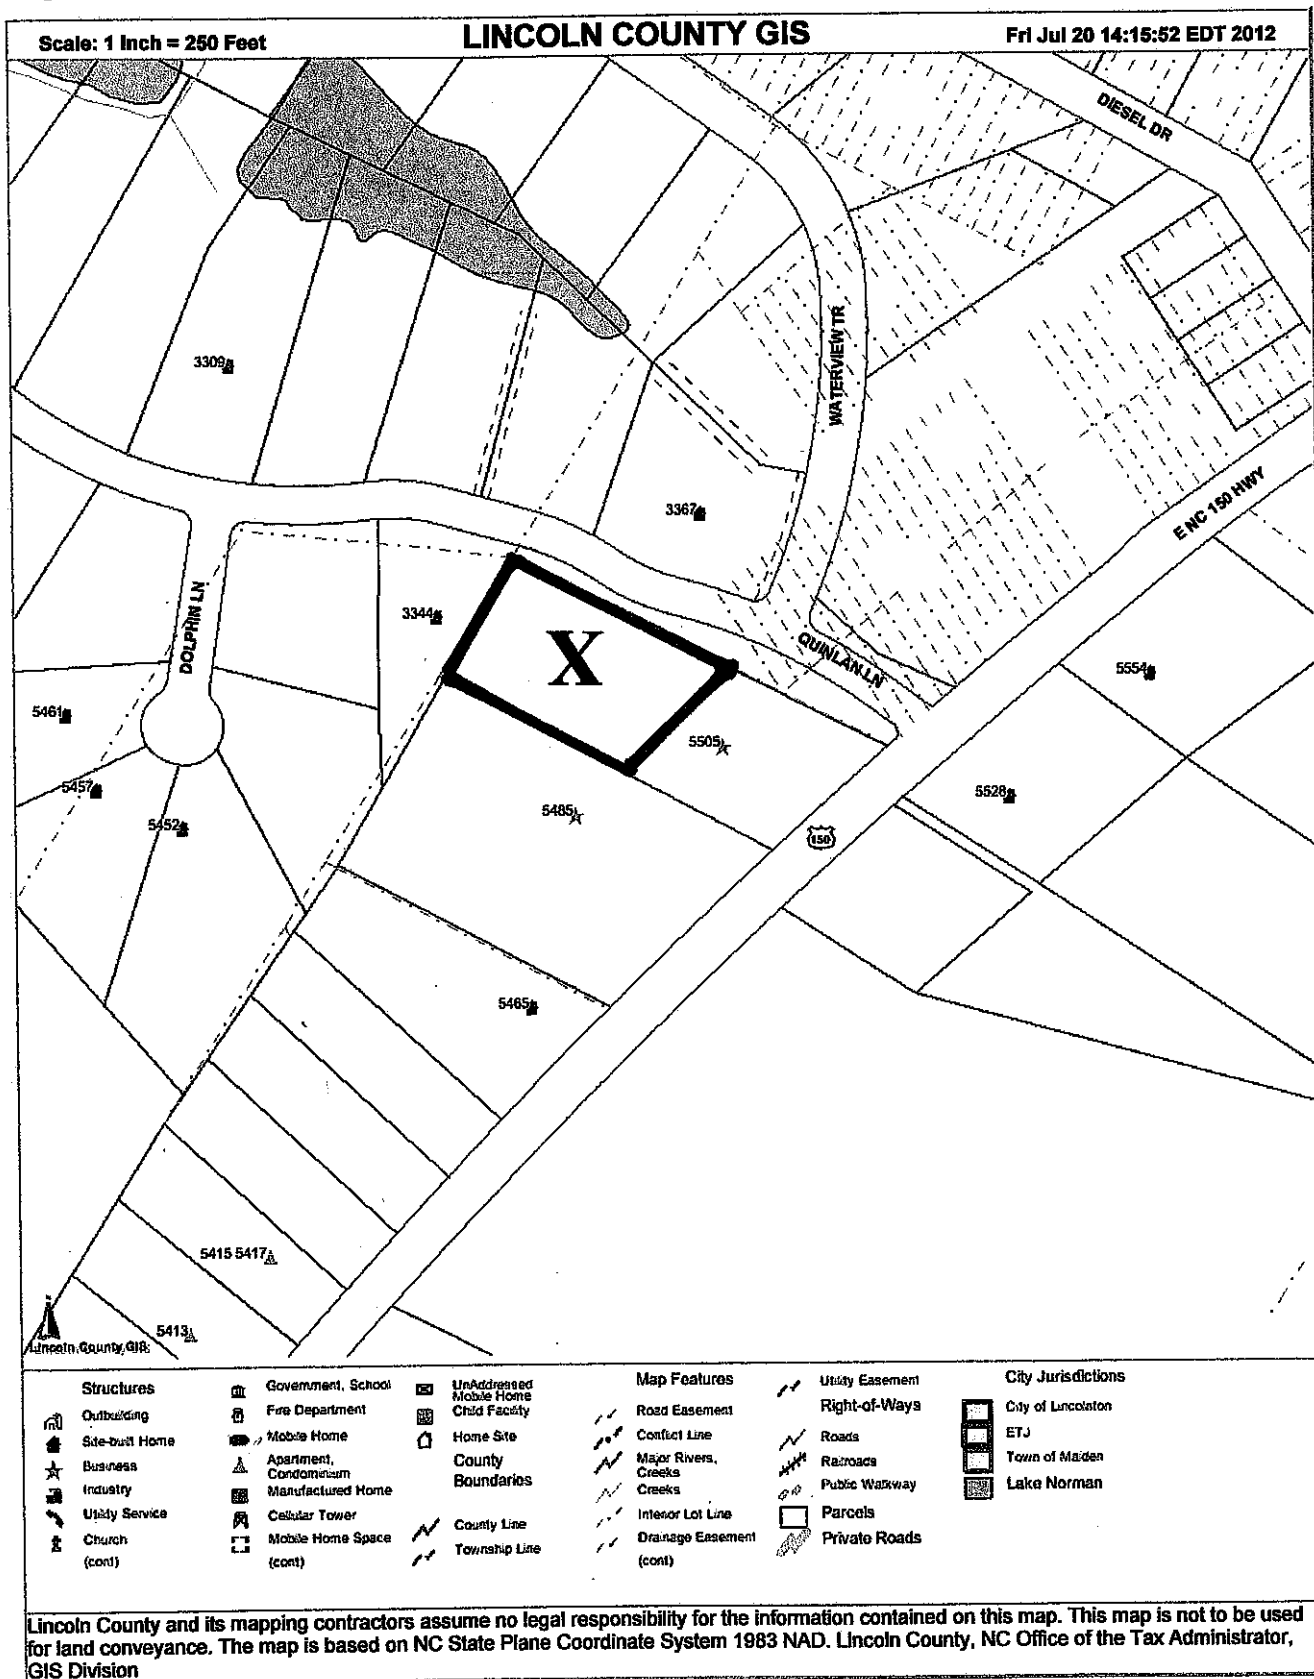 Scale: 1 Inch = 250 Feet
LINCOLN COUNTY GIS
Fri Jul 20 14:15:52 EDT 2012
DIESEL DR
WATERVIEW TR
3309
3367
E NC 150 HWY
DOLPHIN LN
3344
X
QUINLAN LN
5554
5461
5505
5457
5485
5528
5452
150
5465
5415 5417
5413
Lincoln County GIS
Structures
Outbuilding
Site-built Home
Business
Industry
Utility Service
Church
(cont)
Government, School
Fire Department
Mobile Home
Apartment,
Condominium
Manufactured Home
Cellular Tower
Mobile Home Space
(cont)
UnAddressed
Mobile Home
Child Facility
Home Site
County
Boundaries
County Line
Township Line
Map Features
Road Easement
Conflict Line
Major Rivers,
Creeks
Creeks
Interior Lot Line
Drainage Easement
(cont)
Utility Easement
Right-of-Ways
Roads
Railroads
Public Walkway
Parcels
Private Roads
City Jurisdictions
City of Lincolnton
ETJ
Town of Maiden
Lake Norman
Lincoln County and its mapping contractors assume no legal responsibility for the information contained on this map. This map is not to be used
for land conveyance. The map is based on NC State Plane Coordinate System 1983 NAD. Lincoln County, NC Office of the Tax Administrator,
GIS Division